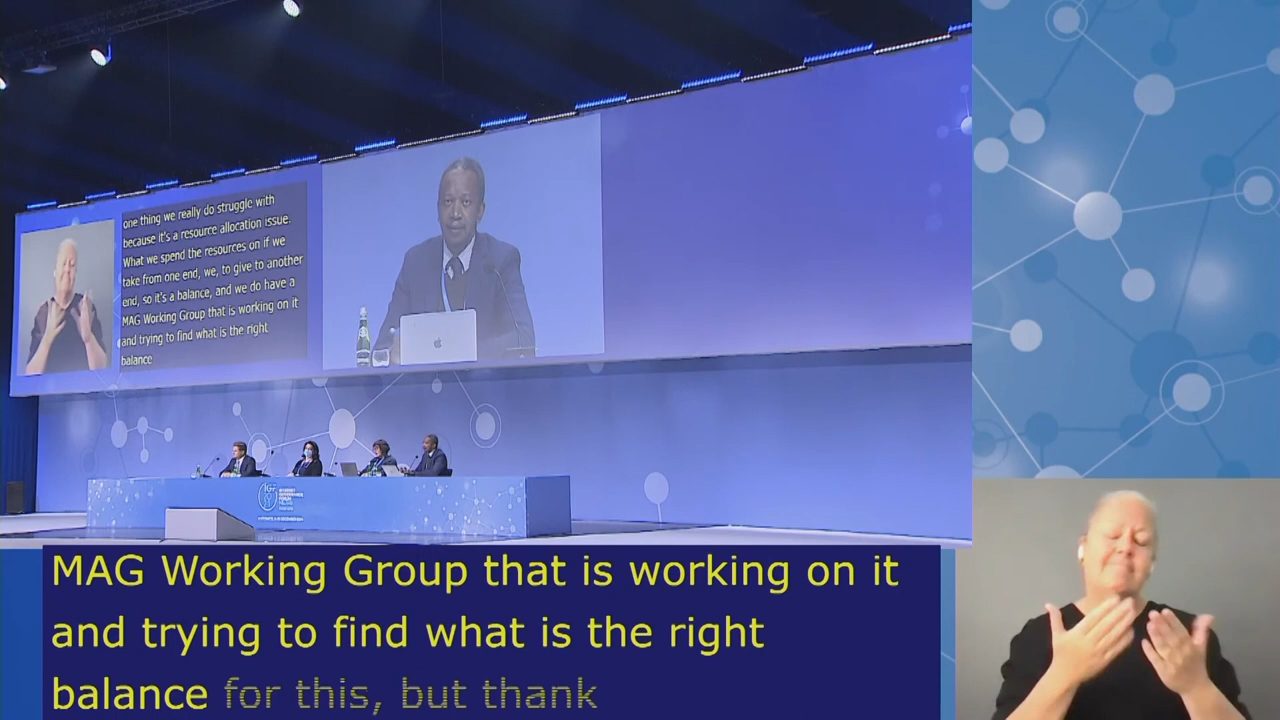 one thing we really do struggle with
because it's a resource allocation issue.
What we spend the resources on if we
take from one end, we, to give to another
end, so it's a balance, and we do have a
MAG Working Group that is working on it
and trying to find what is the right
balance
IGF
MAG Working Group that is working on it
and trying to find what is the right
balance for this, but thank